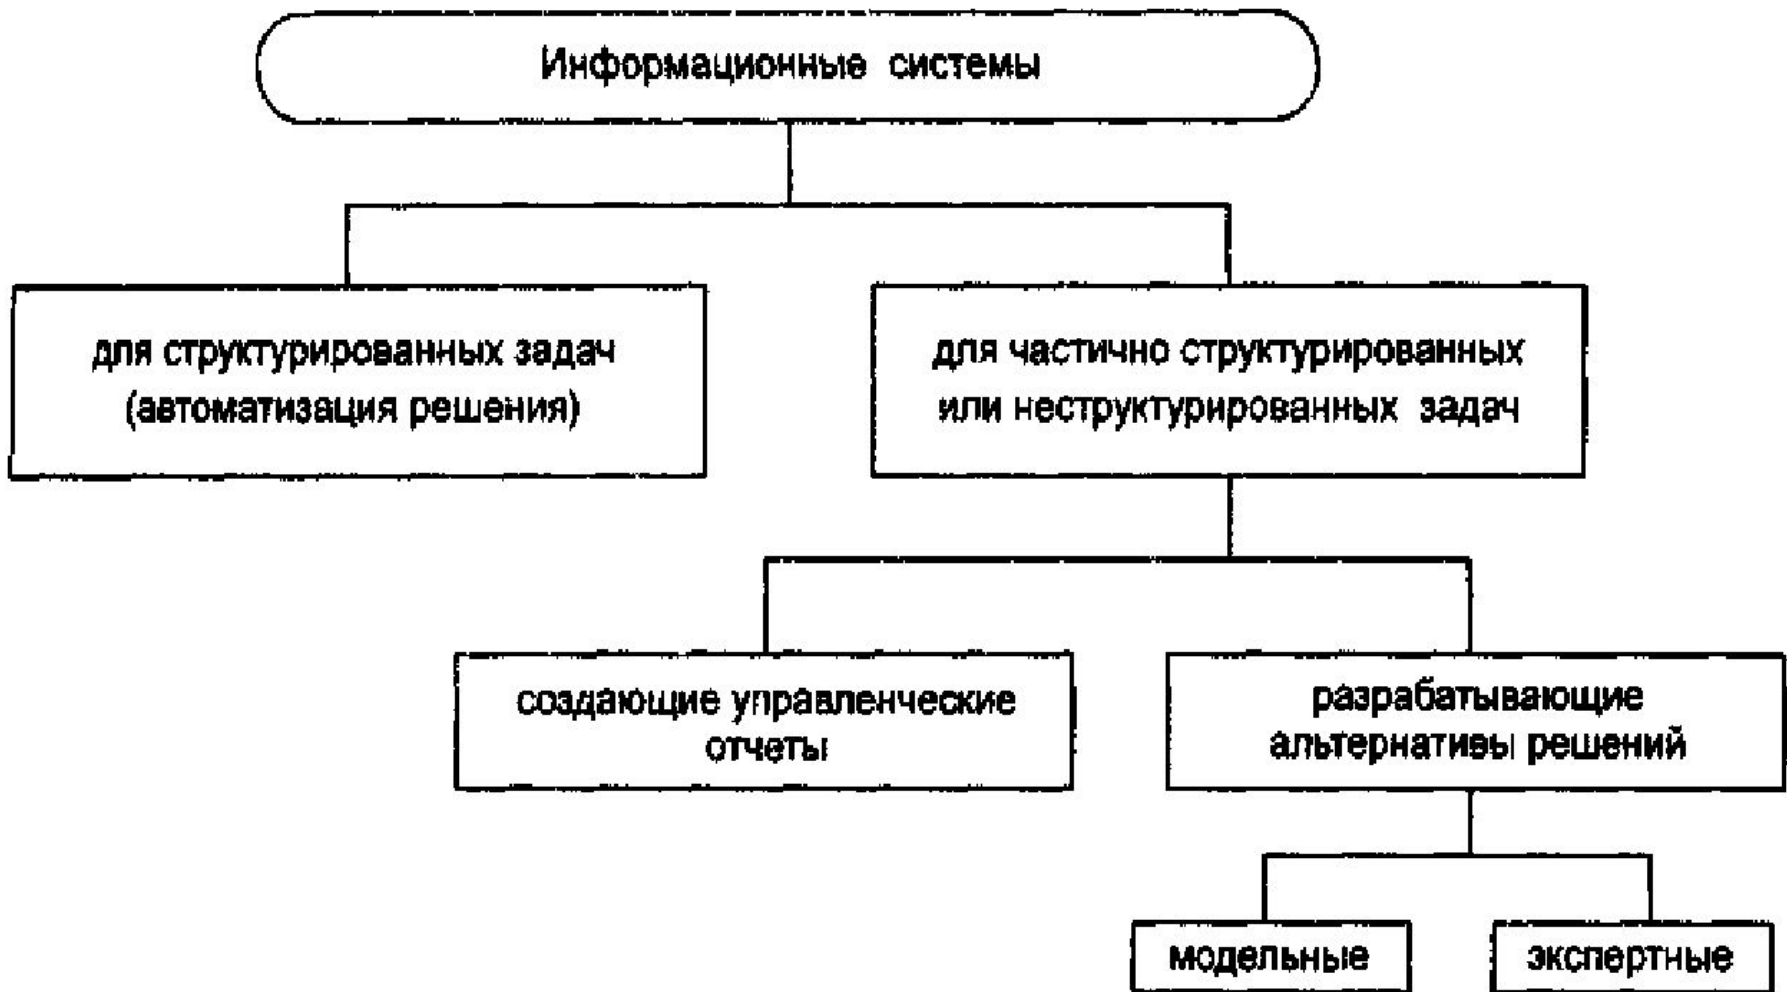 Информационные системы
для структурированных задач
(автоматизация решения)
для частично структурированных
или неструктурированных задач
создающие управленческие
отчеты
разрабатывающие
альтернативы решений
модельные
экспертные